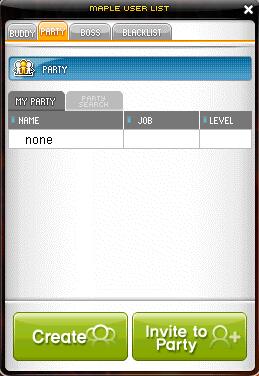 MAPLE USER LIST
BUDDY PARTY BOSS BLACKLIST
PARTY
MY PARTY PARTY SEARCH
NAME JOB LEVEL
none
Create Invite to Party